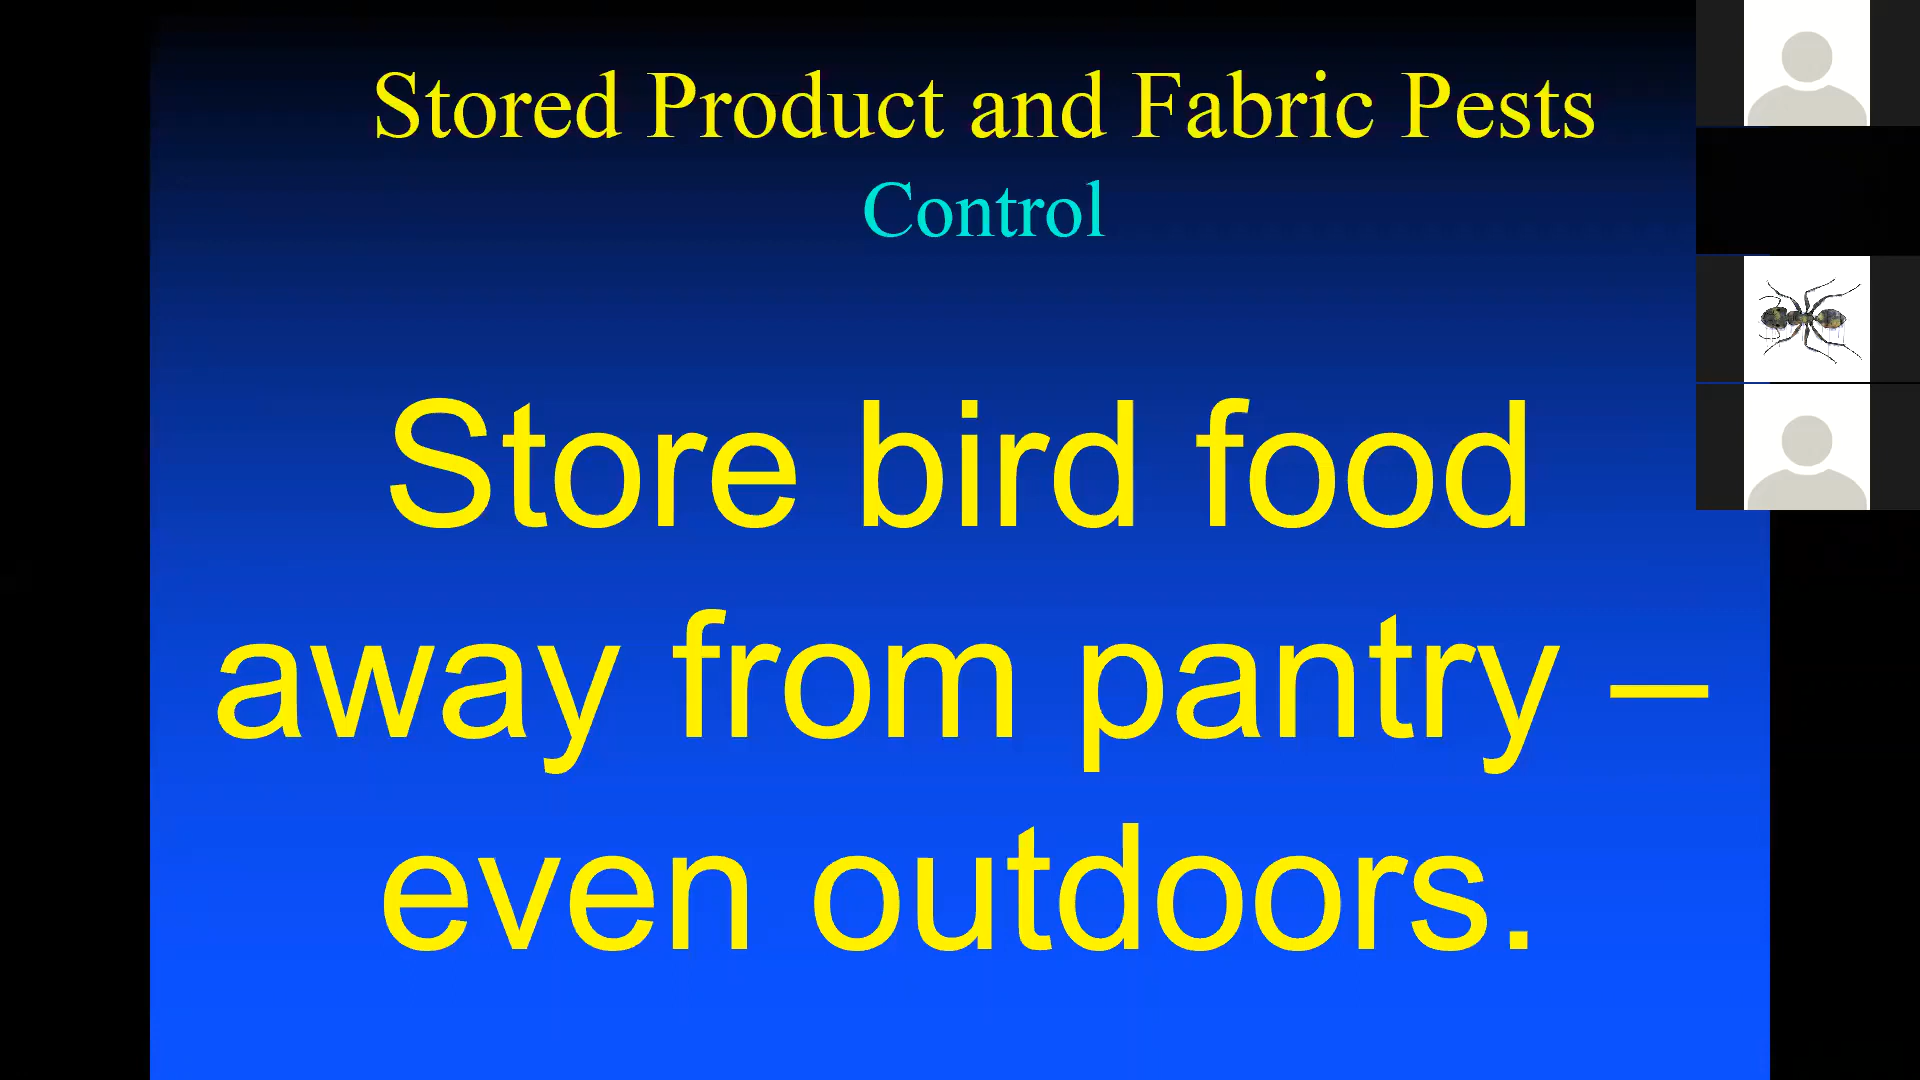 Stored Product and Fabric Pests
Control
Store bird food
away from pantry –
even outdoors.